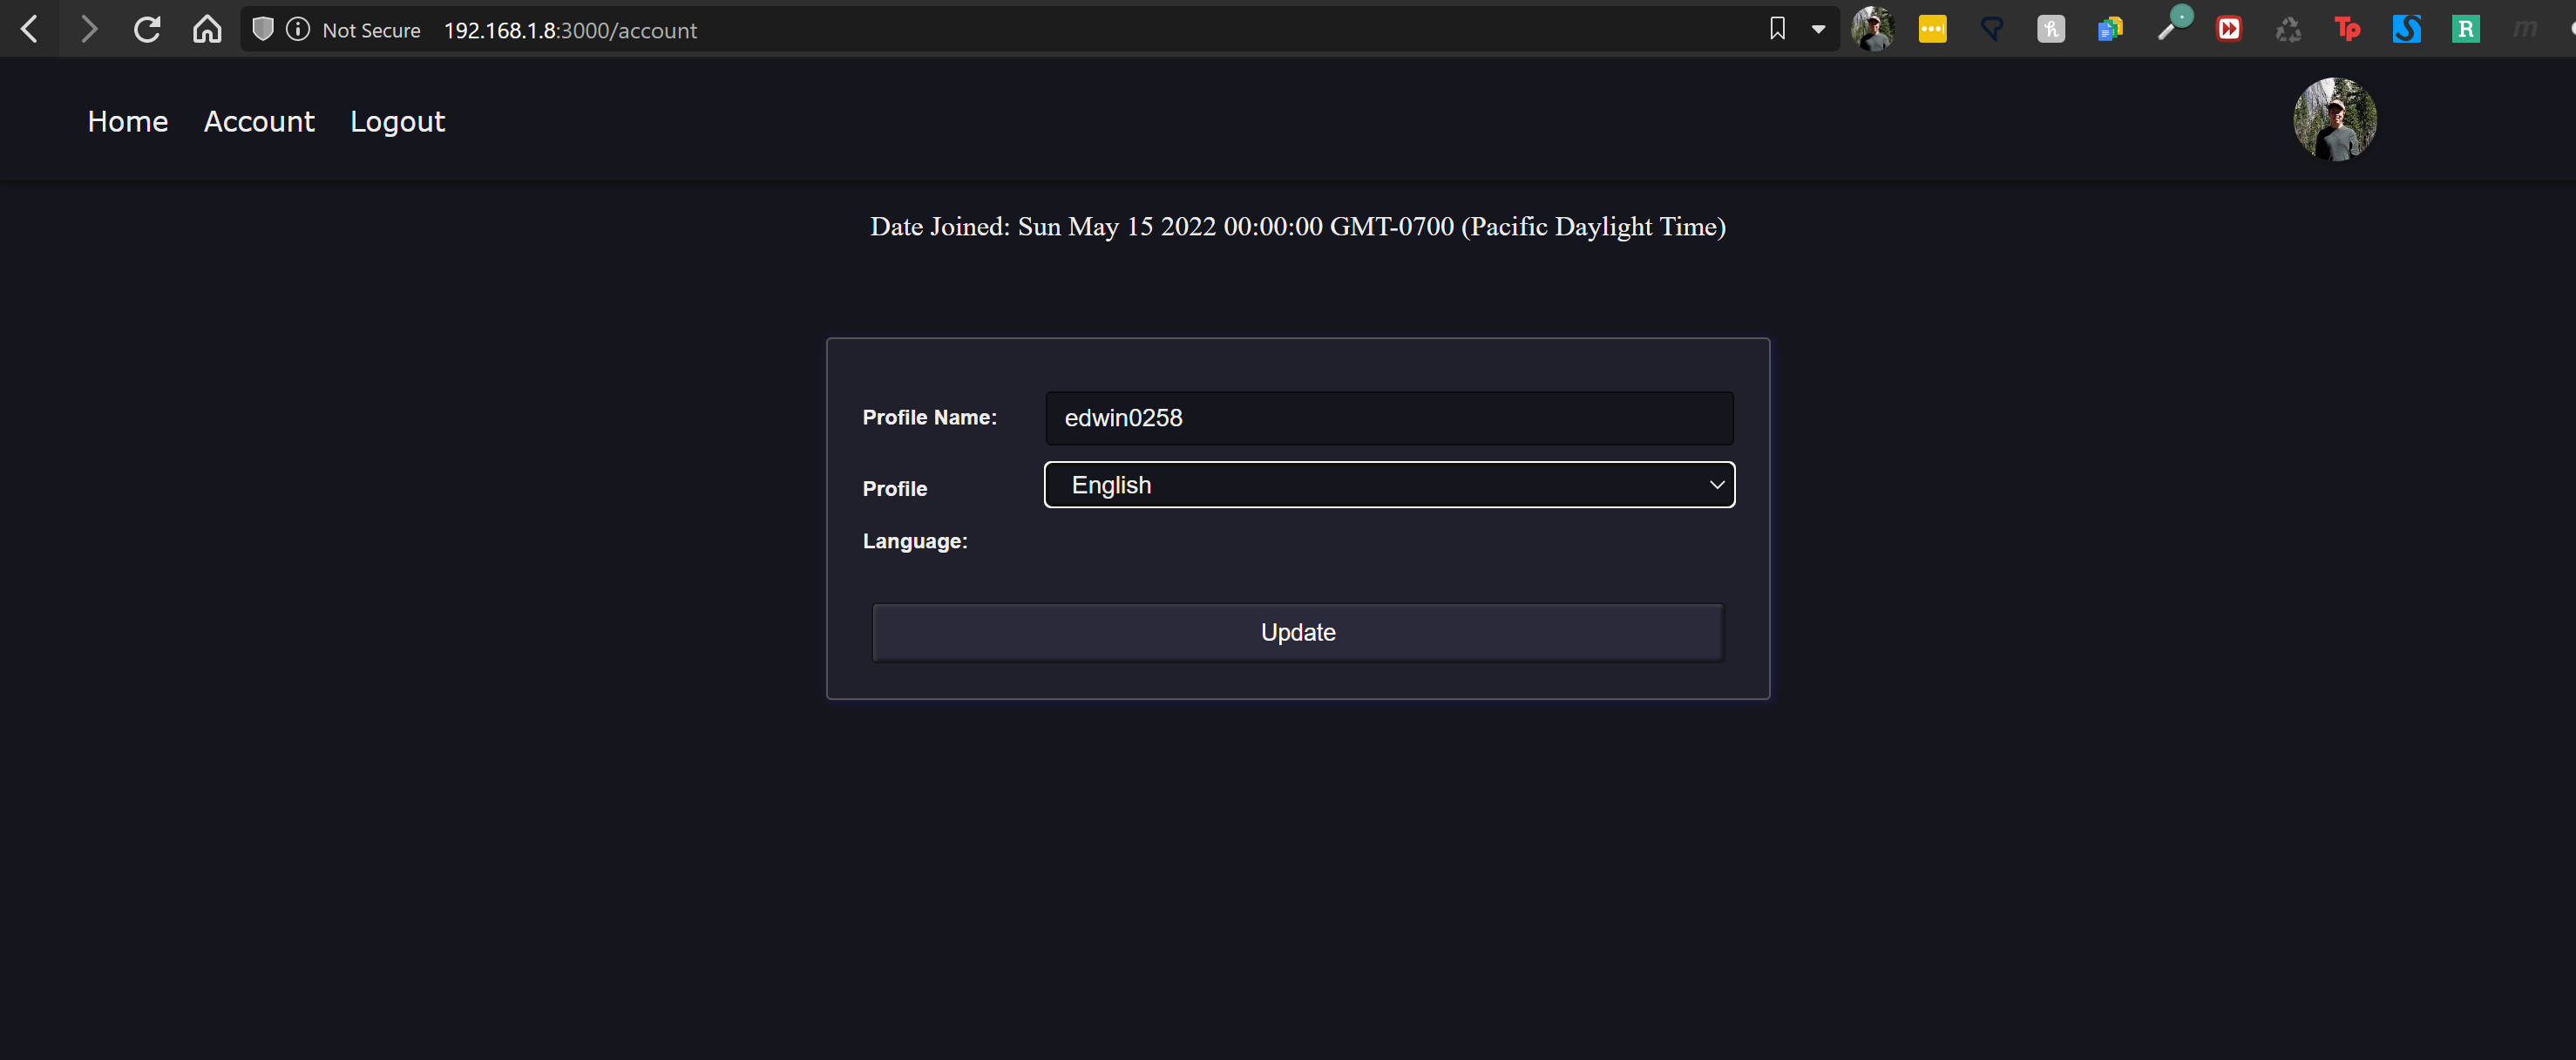 Not Secure 192.168.1.8:3000/account
Home Account Logout
Date Joined: Sun May 15 2022 00:00:00 GMT-0700 (Pacific Daylight Time)
Profile Name: edwin0258
Profile English
Language:
Update